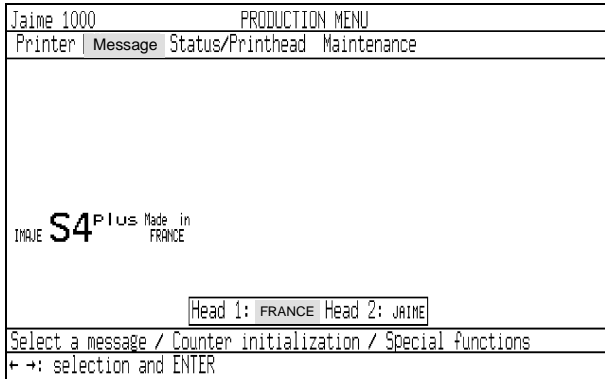 Jaime 1000 PRODUCTION MENU
Printer Message Status/Printhead Maintenance
IMAJE S4Plus Made in FRANCE
Head 1: FRANCE Head 2: JAIME
Select a message / Counter initialization / Special functions
← →: selection and ENTER